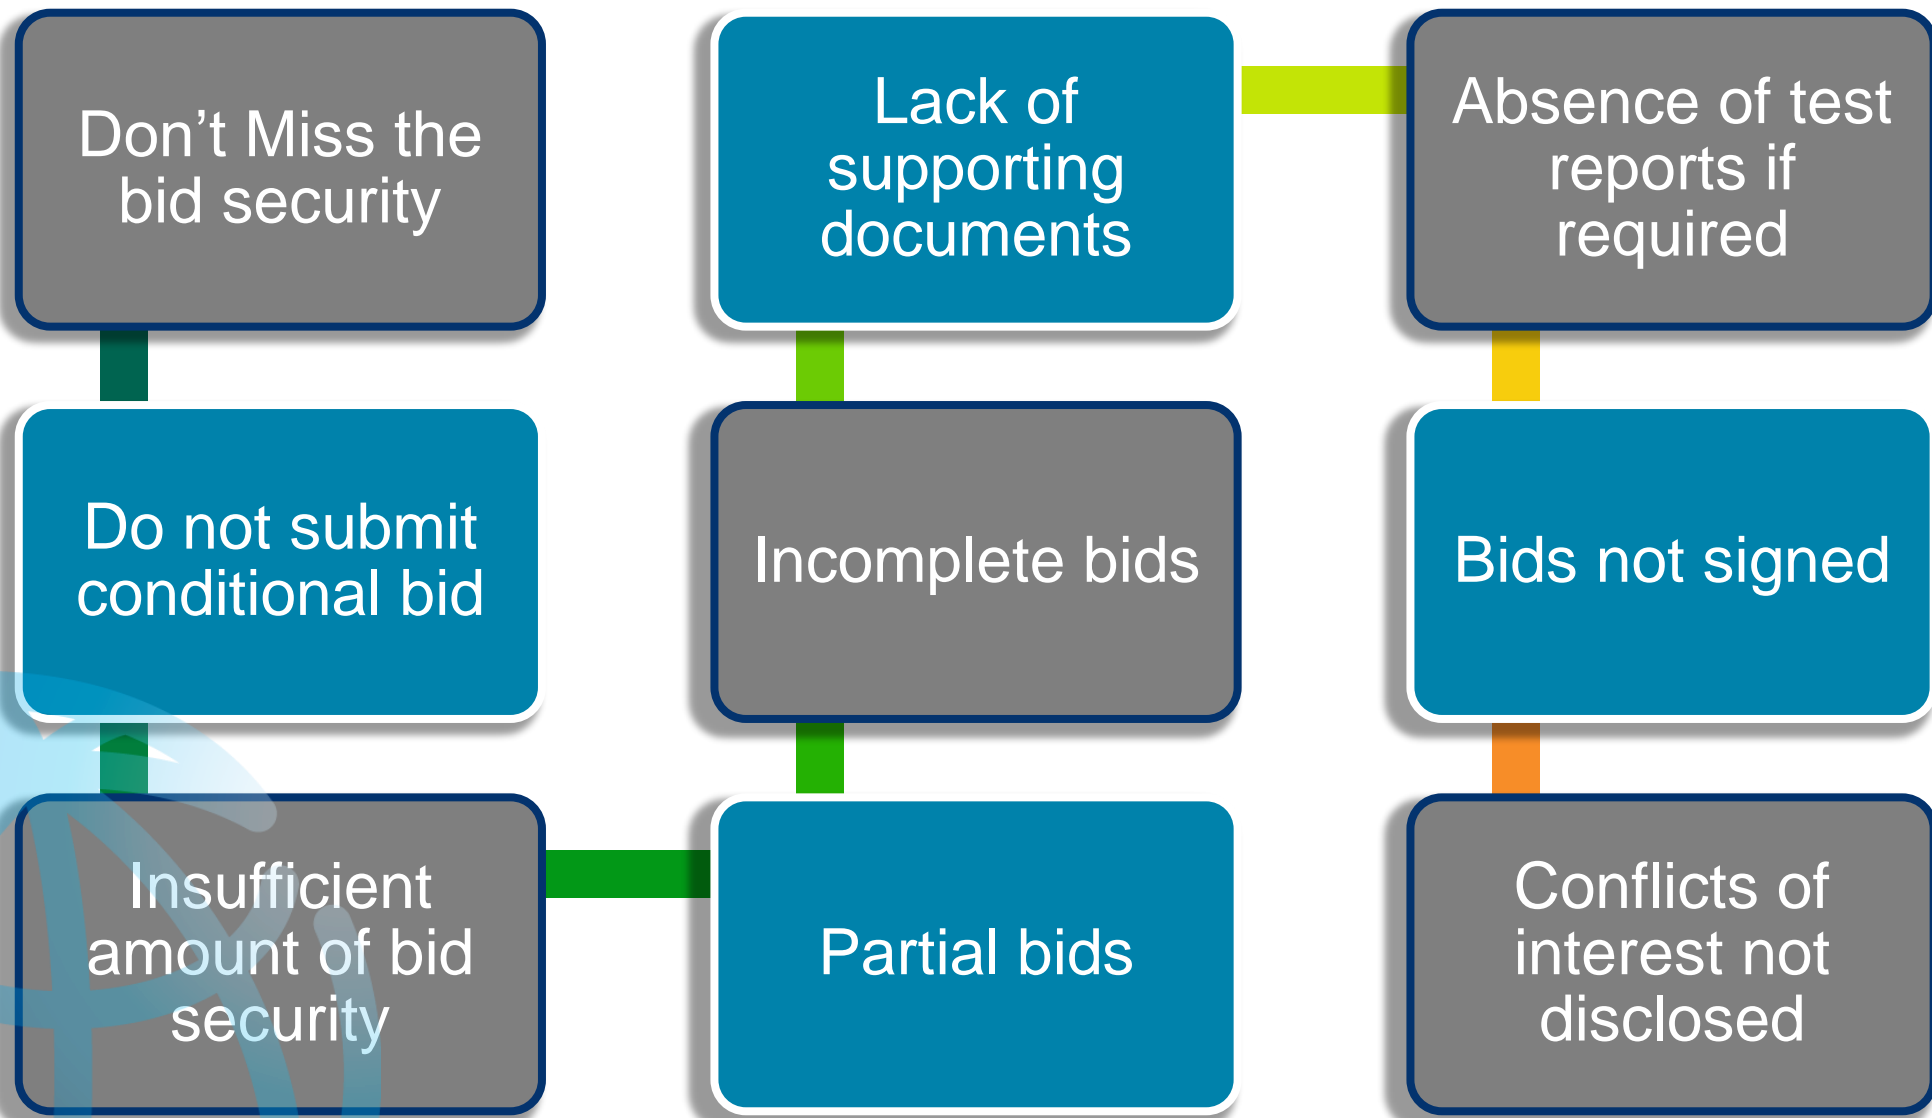 Don’t Miss the
bid security
Do not submit
conditional bid
Insufficient
amount of bid
security
Partial bids
Incomplete bids
Lack of
supporting
documents
Absence of test
reports if
required
Bids not signed
Conflicts of
interest not
disclosed